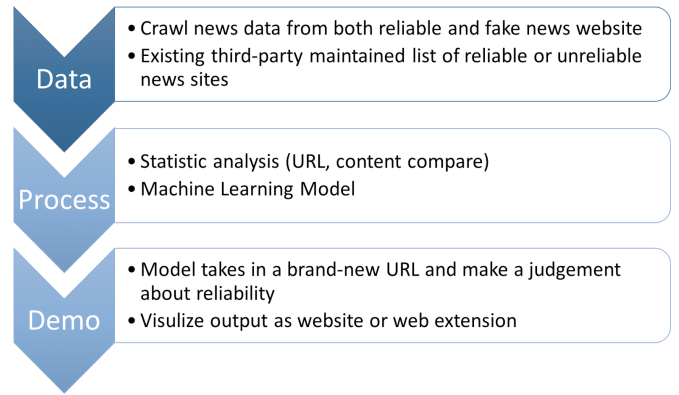 Data
• Crawl news data from both reliable and fake news website
• Existing third-party maintained list of reliable or unreliable
news sites
Process
• Statistic analysis (URL, content compare)
• Machine Learning Model
Demo
• Model takes in a brand-new URL and make a judgement
about reliability
• Visulize output as website or web extension